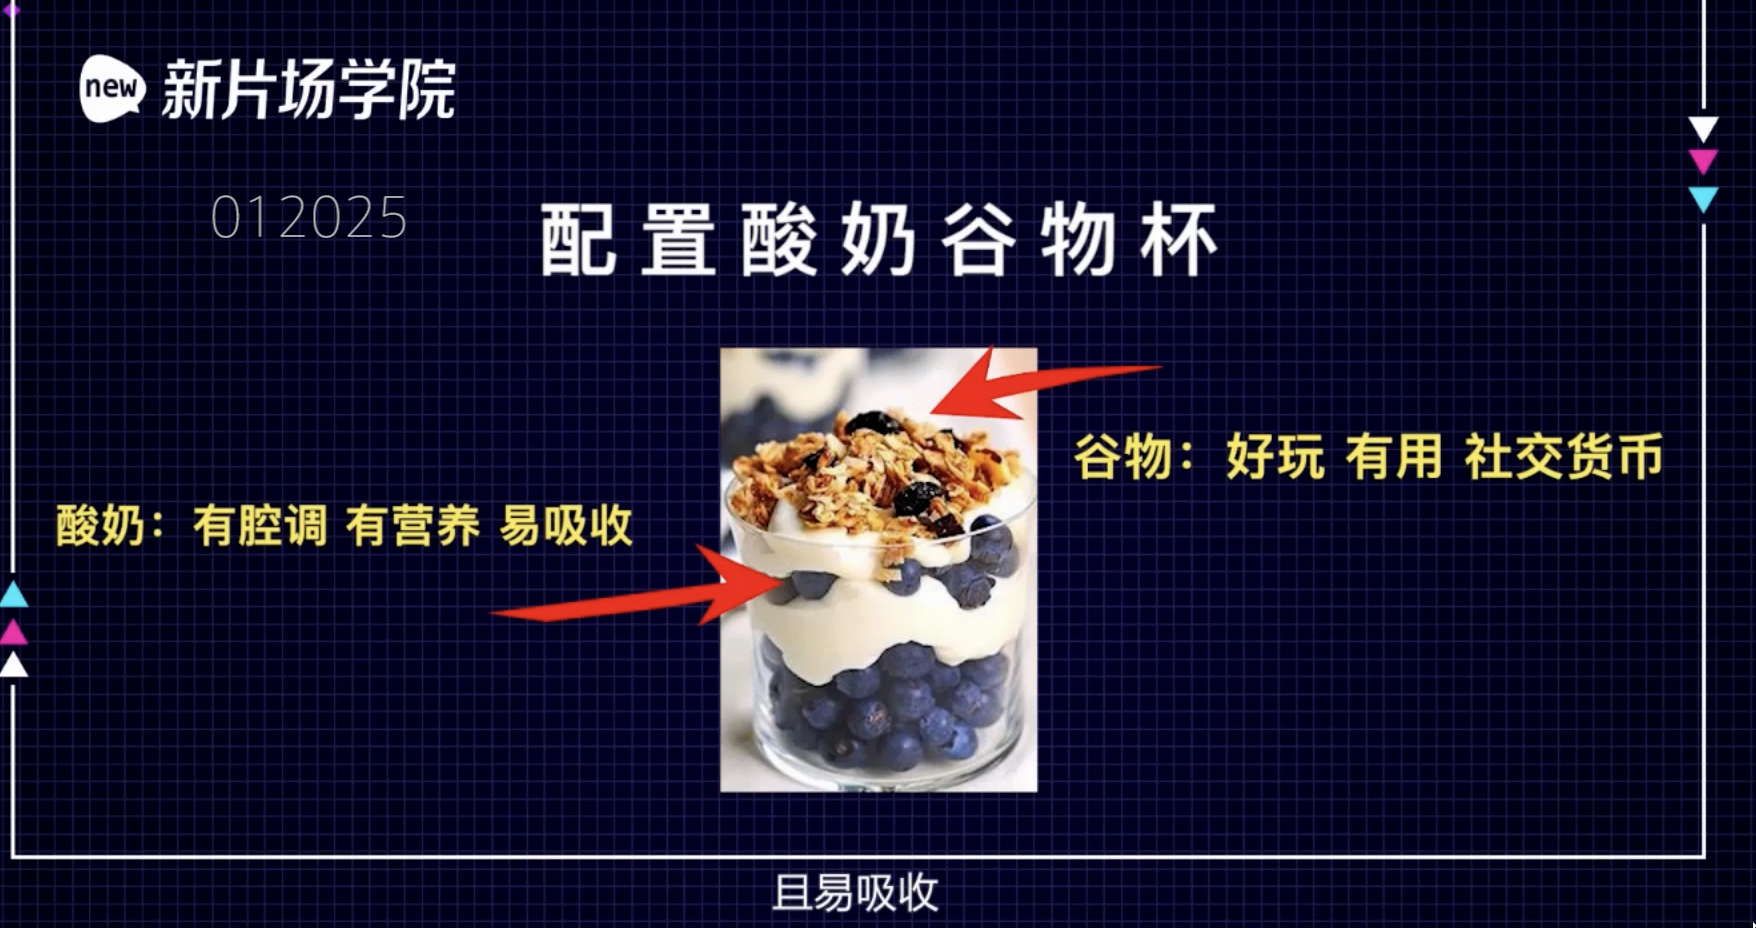 new 新片场学院
012025
配置酸奶谷物杯
谷物：好玩 有用 社交货币
酸奶：有腔调 有营养 易吸收
且易吸收